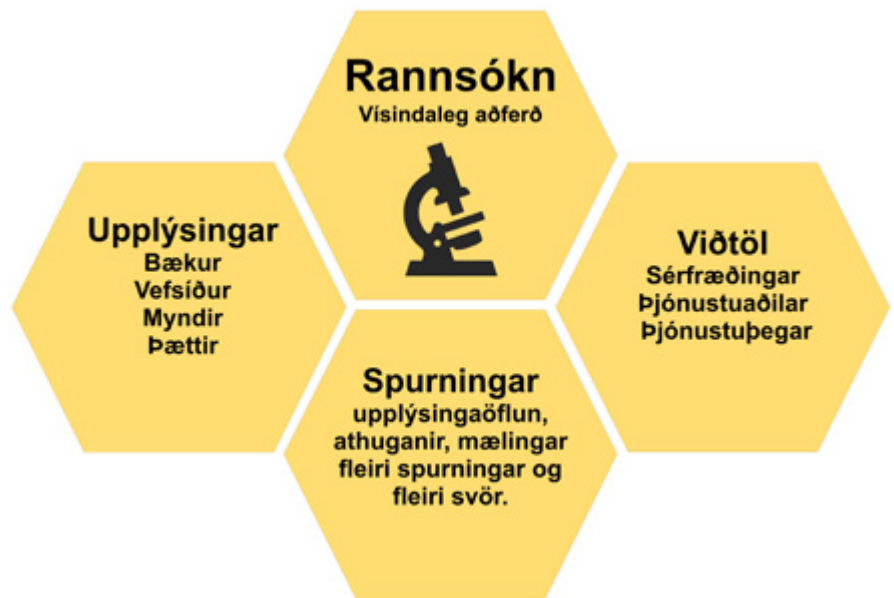 Rannsókn
Vísindaleg aðferð
Upplýsingar
Bækur
Vefsíður
Myndir
Þættir
Viðtöl
Sérfræðingar
Þjónustuaðilar
Þjónustuþegar
Spurningar
upplýsingaöflun,
athuganir, mælingar
fleiri spurningar og
fleiri svör.